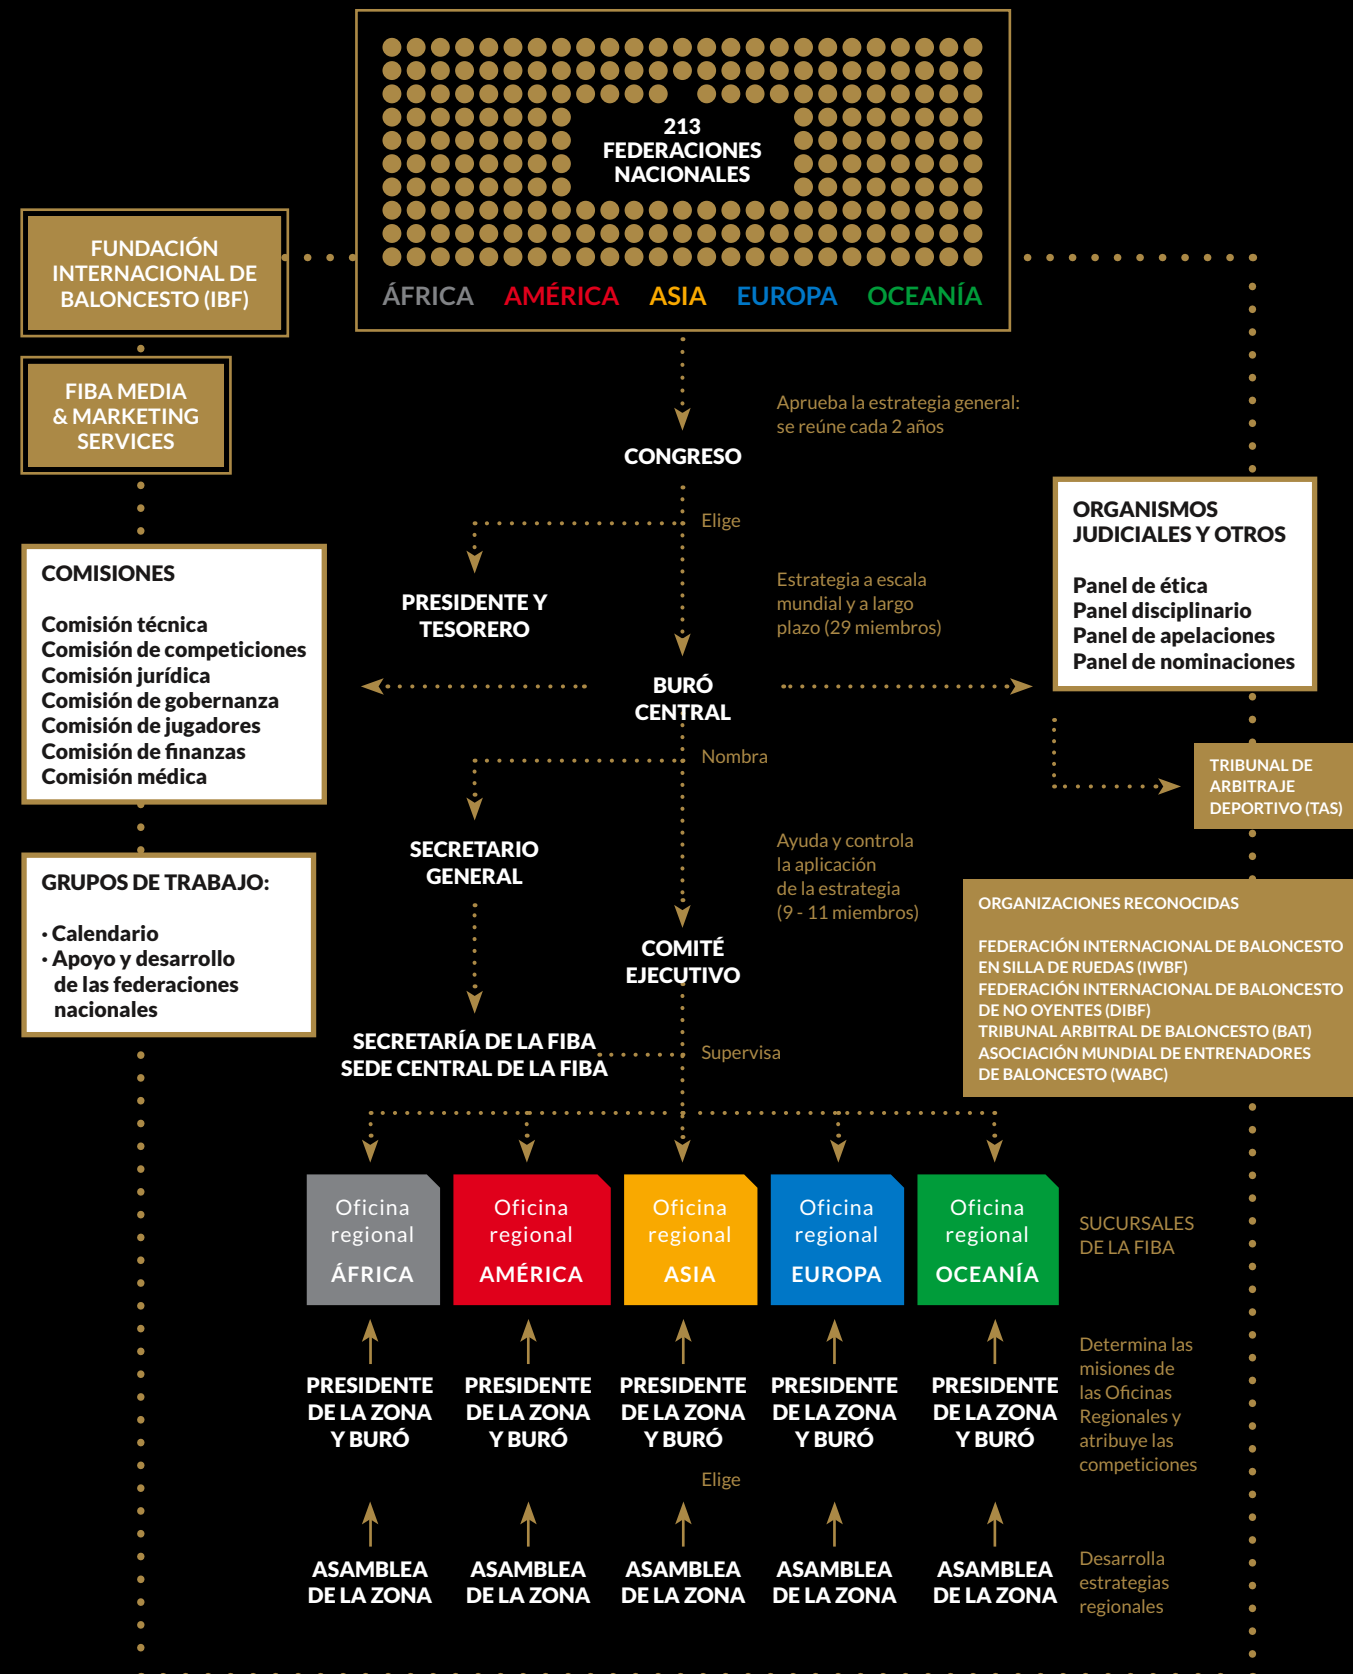 213
FEDERACIONES
NACIONALES
ÁFRICA AMÉRICA ASIA EUROPA OCEANÍA
FUNDACIÓN
INTERNACIONAL DE
BALONCESTO (IBF)
FIBA MEDIA
& MARKETING
SERVICES
Aprueba la estrategia general:
se reúne cada 2 años
CONGRESO
Elige
PRESIDENTE Y
TESORERO
Estrategia a escala
mundial y a largo
plazo (29 miembros)
ORGANISMOS
JUDICIALES Y OTROS
Panel de ética
Panel disciplinario
Panel de apelaciones
Panel de nominaciones
COMISIONES
Comisión técnica
Comisión de competiciones
Comisión jurídica
Comisión de gobernanza
Comisión de jugadores
Comisión de finanzas
Comisión médica
BURÓ
CENTRAL
Nombra
TRIBUNAL DE
ARBITRAJE
DEPORTIVO (TAS)
SECRETARIO
GENERAL
Ayuda y controla
la aplicación
de la estrategia
(9 - 11 miembros)
GRUPOS DE TRABAJO:
· Calendario
· Apoyo y desarrollo
de las federaciones
nacionales
COMITÉ
EJECUTIVO
ORGANIZACIONES RECONOCIDAS
FEDERACIÓN INTERNACIONAL DE BALONCESTO
EN SILLA DE RUEDAS (IWBF)
FEDERACIÓN INTERNACIONAL DE BALONCESTO
DE NO OYENTES (DIBF)
TRIBUNAL ARBITRAL DE BALONCESTO (BAT)
ASOCIACIÓN MUNDIAL DE ENTRENADORES
DE BALONCESTO (WABC)
SECRETARÍA DE LA FIBA
SEDE CENTRAL DE LA FIBA
Supervisa
Oficina
regional
ÁFRICA
Oficina
regional
AMÉRICA
Oficina
regional
ASIA
Oficina
regional
EUROPA
Oficina
regional
OCEANÍA
SUCURSALES
DE LA FIBA
PRESIDENTE
DE LA ZONA
Y BURÓ
PRESIDENTE
DE LA ZONA
Y BURÓ
PRESIDENTE
DE LA ZONA
Y BURÓ
PRESIDENTE
DE LA ZONA
Y BURÓ
PRESIDENTE
DE LA ZONA
Y BURÓ
Determina las
misiones de
las Oficinas
Regionales y
atribuye las
competiciones
Elige
ASAMBLEA
DE LA ZONA
ASAMBLEA
DE LA ZONA
ASAMBLEA
DE LA ZONA
ASAMBLEA
DE LA ZONA
ASAMBLEA
DE LA ZONA
Desarrolla
estrategias
regionales